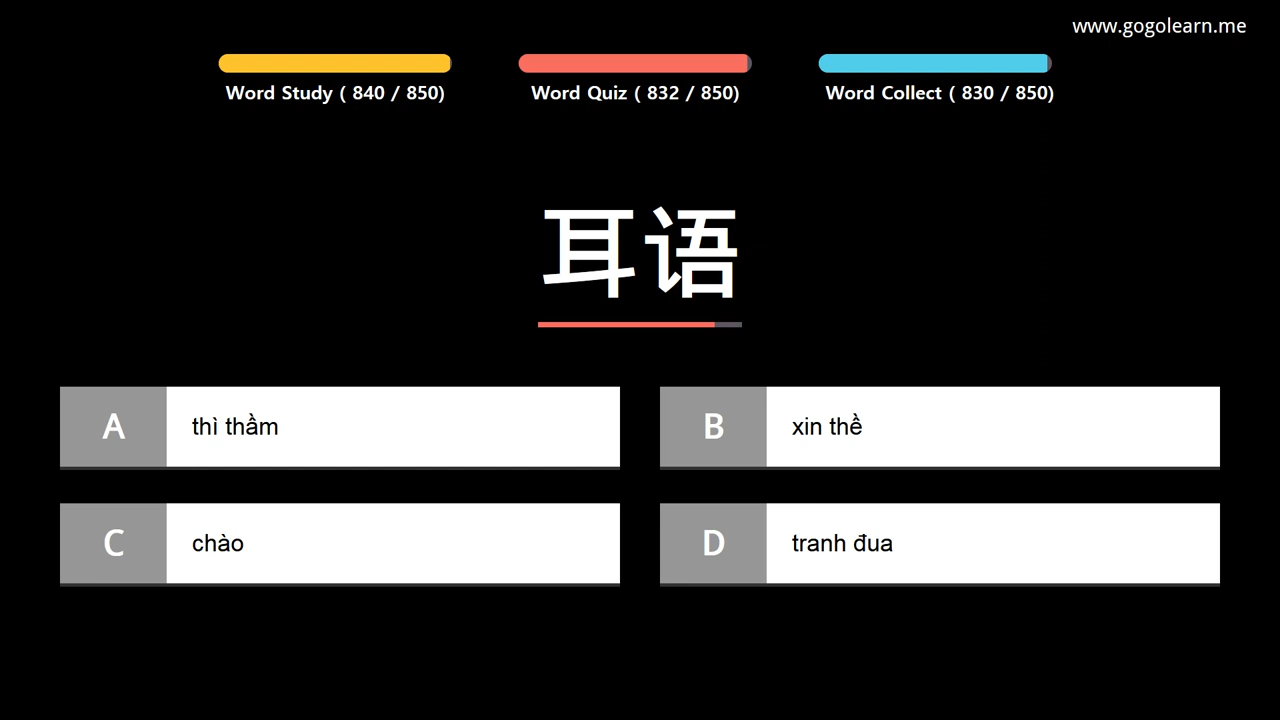 www.gogolearn.me
Word Study ( 840 / 850)
Word Quiz ( 832 / 850)
Word Collect ( 830 / 850)
耳语
A thì thầm
B xin thề
C chào
D tranh đua